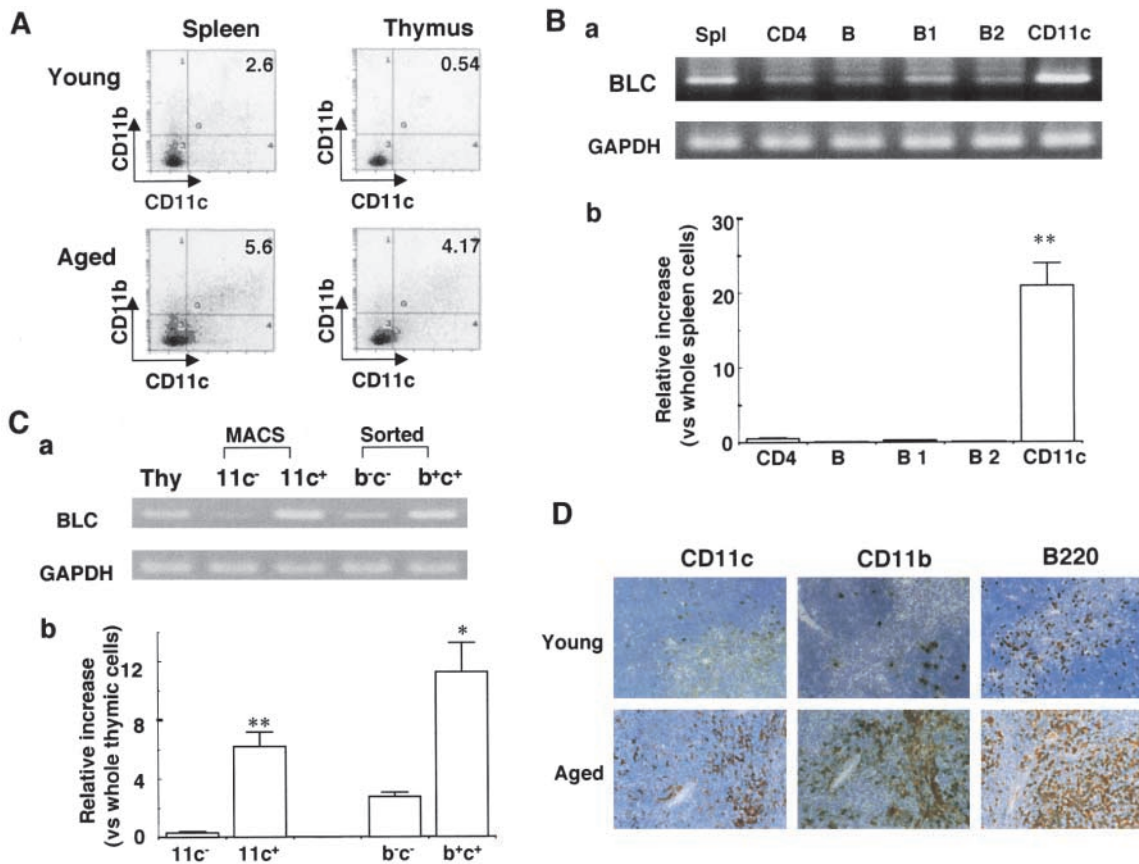 A
Spleen Thymus
Young
2.6
0.54
CD11b
CD11b
CD11c CD11c
Aged
5.6
4.17
CD11b
CD11b
CD11c CD11c
B
a
Spl CD4 B B1 B2 CD11c
BLC
GAPDH
b
Relative increase
(vs whole spleen cells)
30
20
10
0
**
CD4 B B 1 B 2 CD11c
C
a
MACS Sorted
Thy 11c⁻ 11c⁺ b⁻c⁻ b⁺c⁺
BLC
GAPDH
b
Relative increase
(vs whole thymic cells)
12
8
4
0
**
*
11c⁻ 11c⁺ b⁻c⁻ b⁺c⁺
D
CD11c CD11b B220
Young
Aged